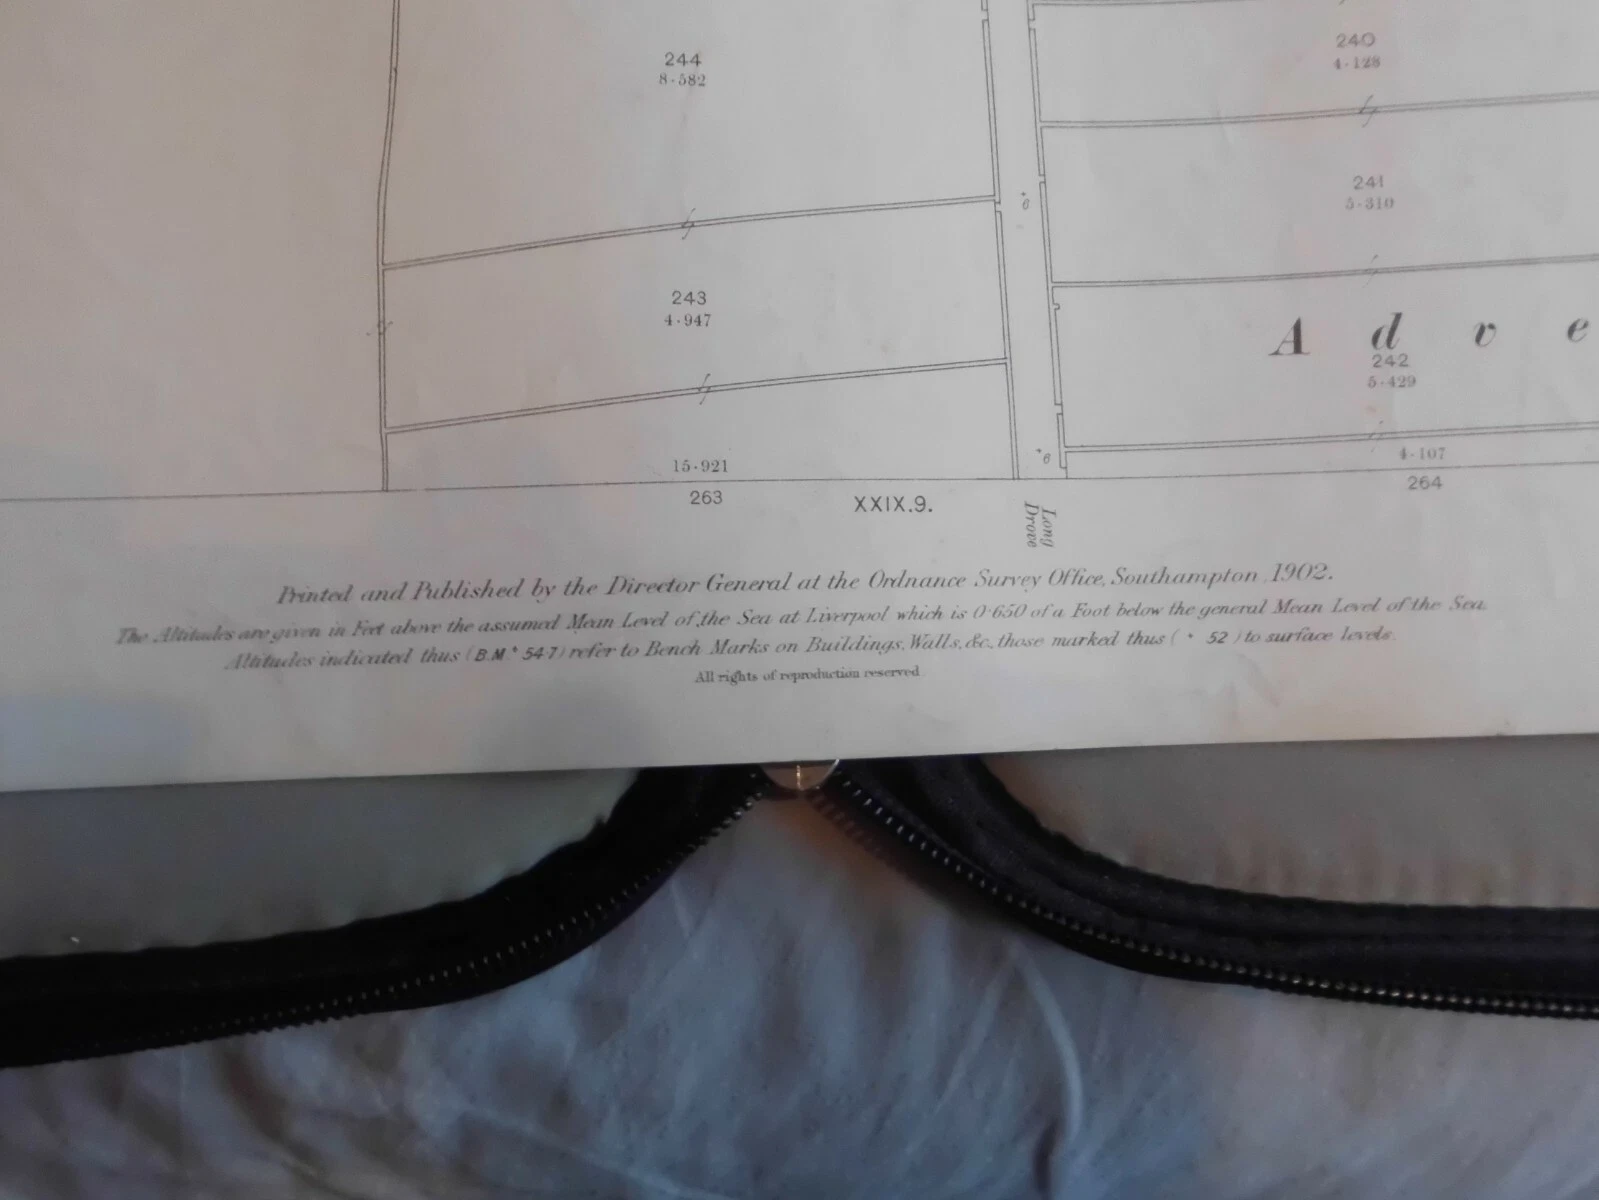 244
8·582
240
4·128
241
5·310
243
4·947
A d v e
242
5·429
15·921
4·107
263
XXIX.9.
264
Long
Drove
Printed and Published by the Director General at the Ordnance Survey Office, Southampton 1902.
The Altitudes are given in Feet above the assumed Mean Level of the Sea at Liverpool which is 0·650 of a Foot below the general Mean Level of the Sea
Altitudes indicated thus (B.M. 54·7) refer to Bench Marks on Buildings, Walls, &c., those marked thus ( + 52 ) to surface levels.
All rights of reproduction reserved